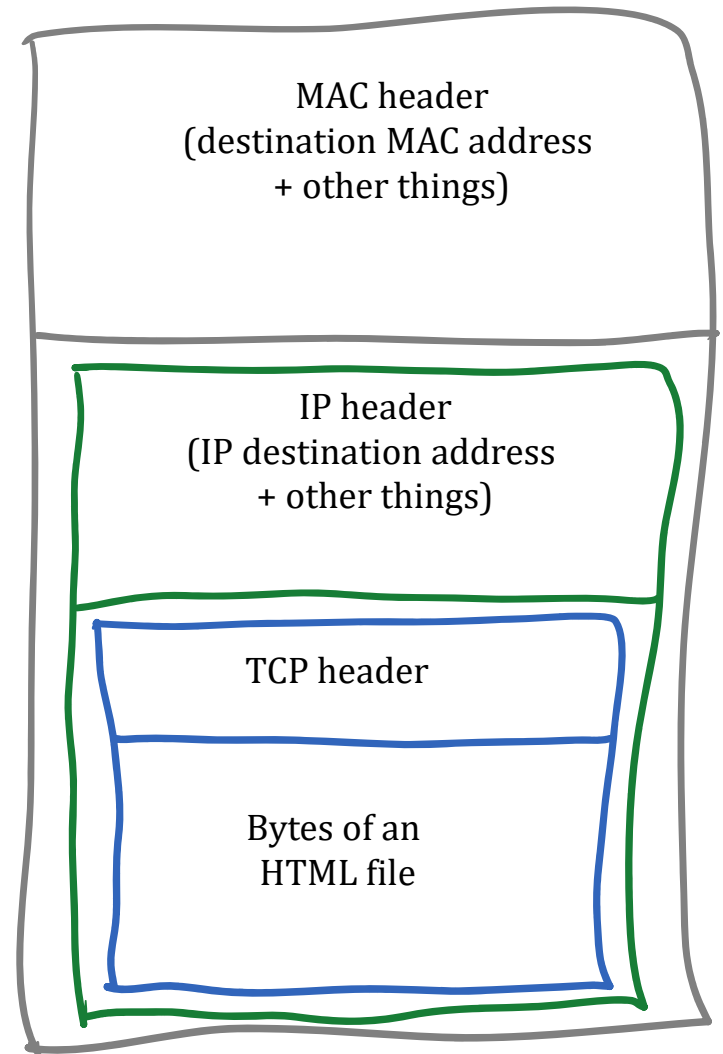 MAC header
(destination MAC address
+ other things)
IP header
(IP destination address
+ other things)
TCP header
Bytes of an
HTML file